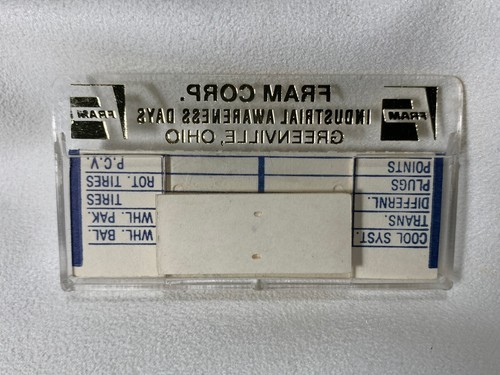 FRAM CORP.
FRAM
INDUSTRIAL AWARENESS DAYS
FRAM
GREENVILLE, OHIO
COOL SYST.
TRANS.
DIFFERNL.
PLUGS
POINTS
WHL. BAL.
WHL. PAK.
TIRES
ROT. TIRES
P.C.V.